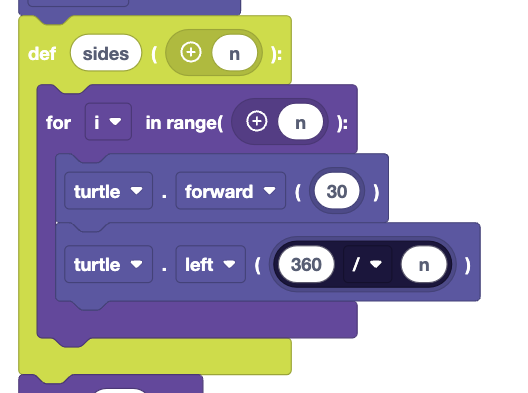 def sides ( n ):
for i in range( n ):
turtle . forward ( 30 )
turtle . left ( 360 / n )